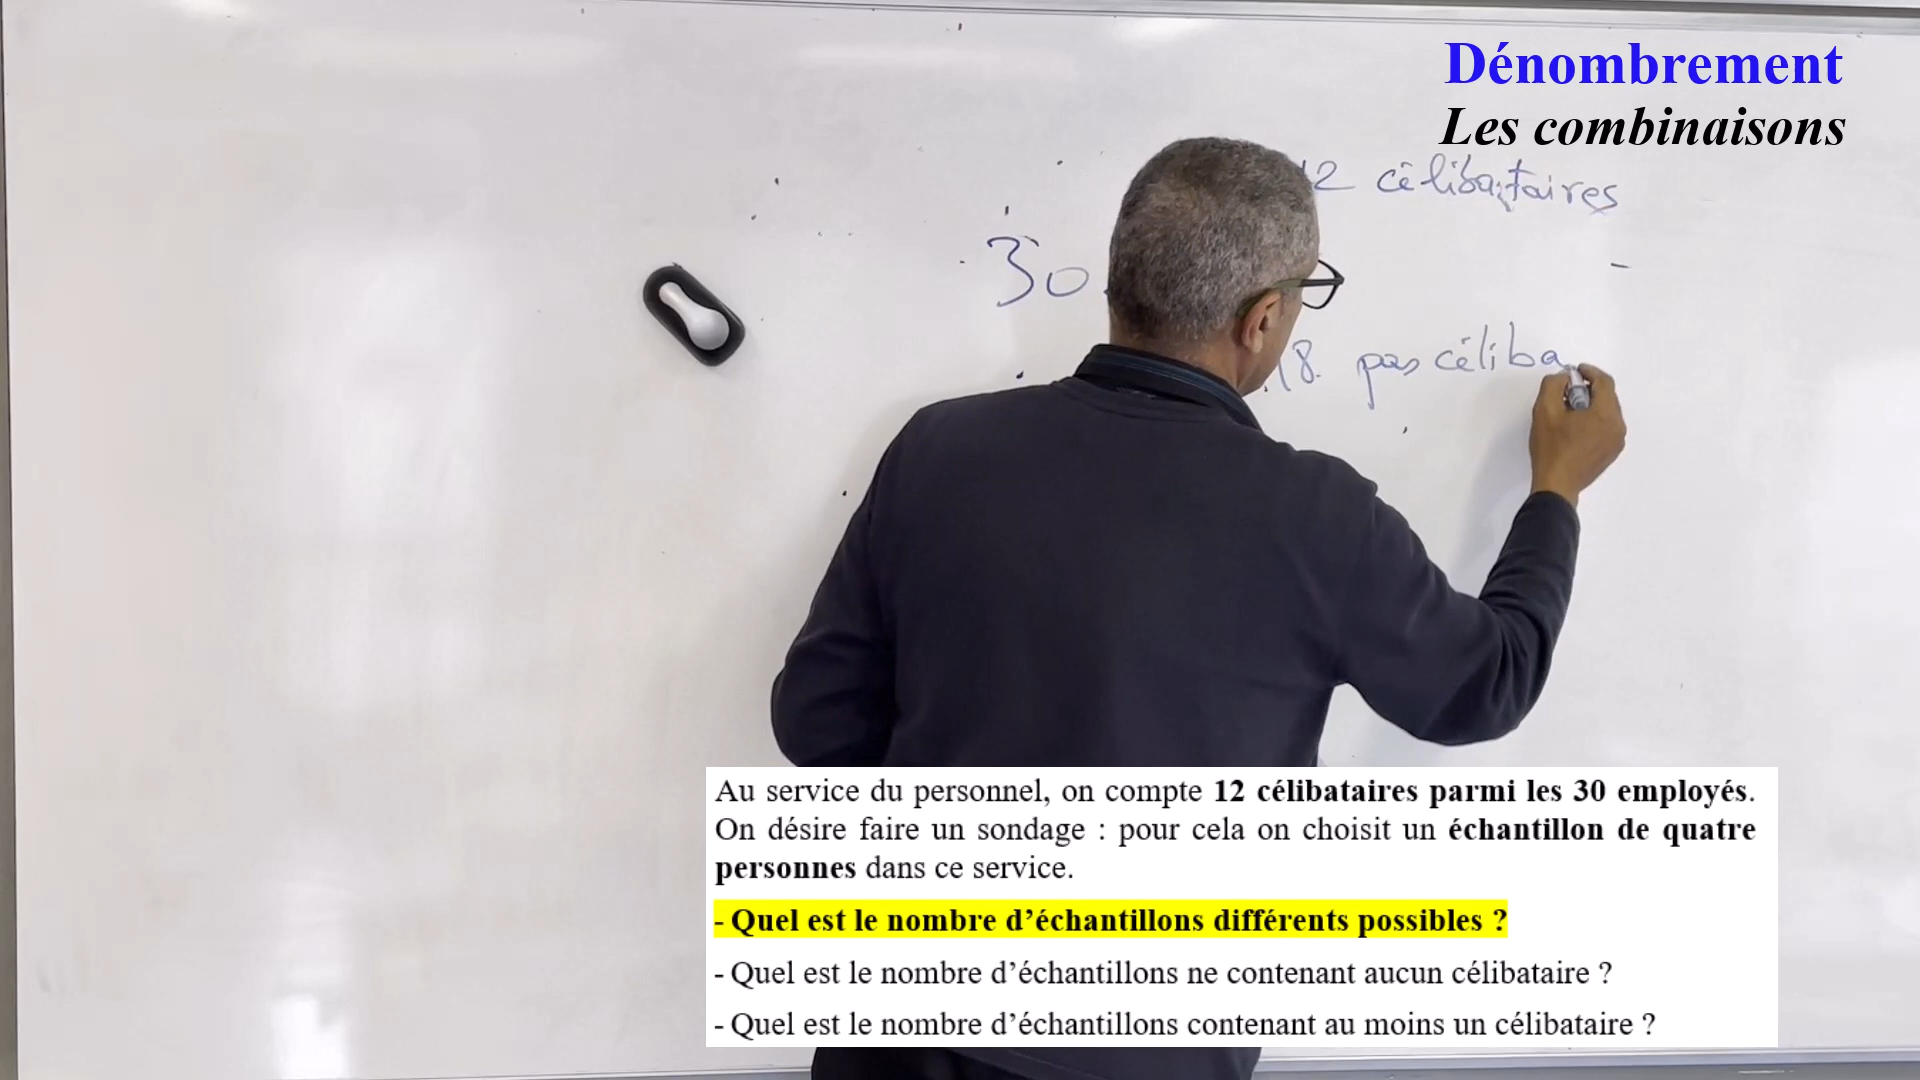 Dénombrement
Les combinaisons
12 célibataires
30
18. pas céliba
Au service du personnel, on compte 12 célibataires parmi les 30 employés.
On désire faire un sondage : pour cela on choisit un échantillon de quatre
personnes dans ce service.
- Quel est le nombre d’échantillons différents possibles ?
- Quel est le nombre d’échantillons ne contenant aucun célibataire ?
- Quel est le nombre d’échantillons contenant au moins un célibataire ?